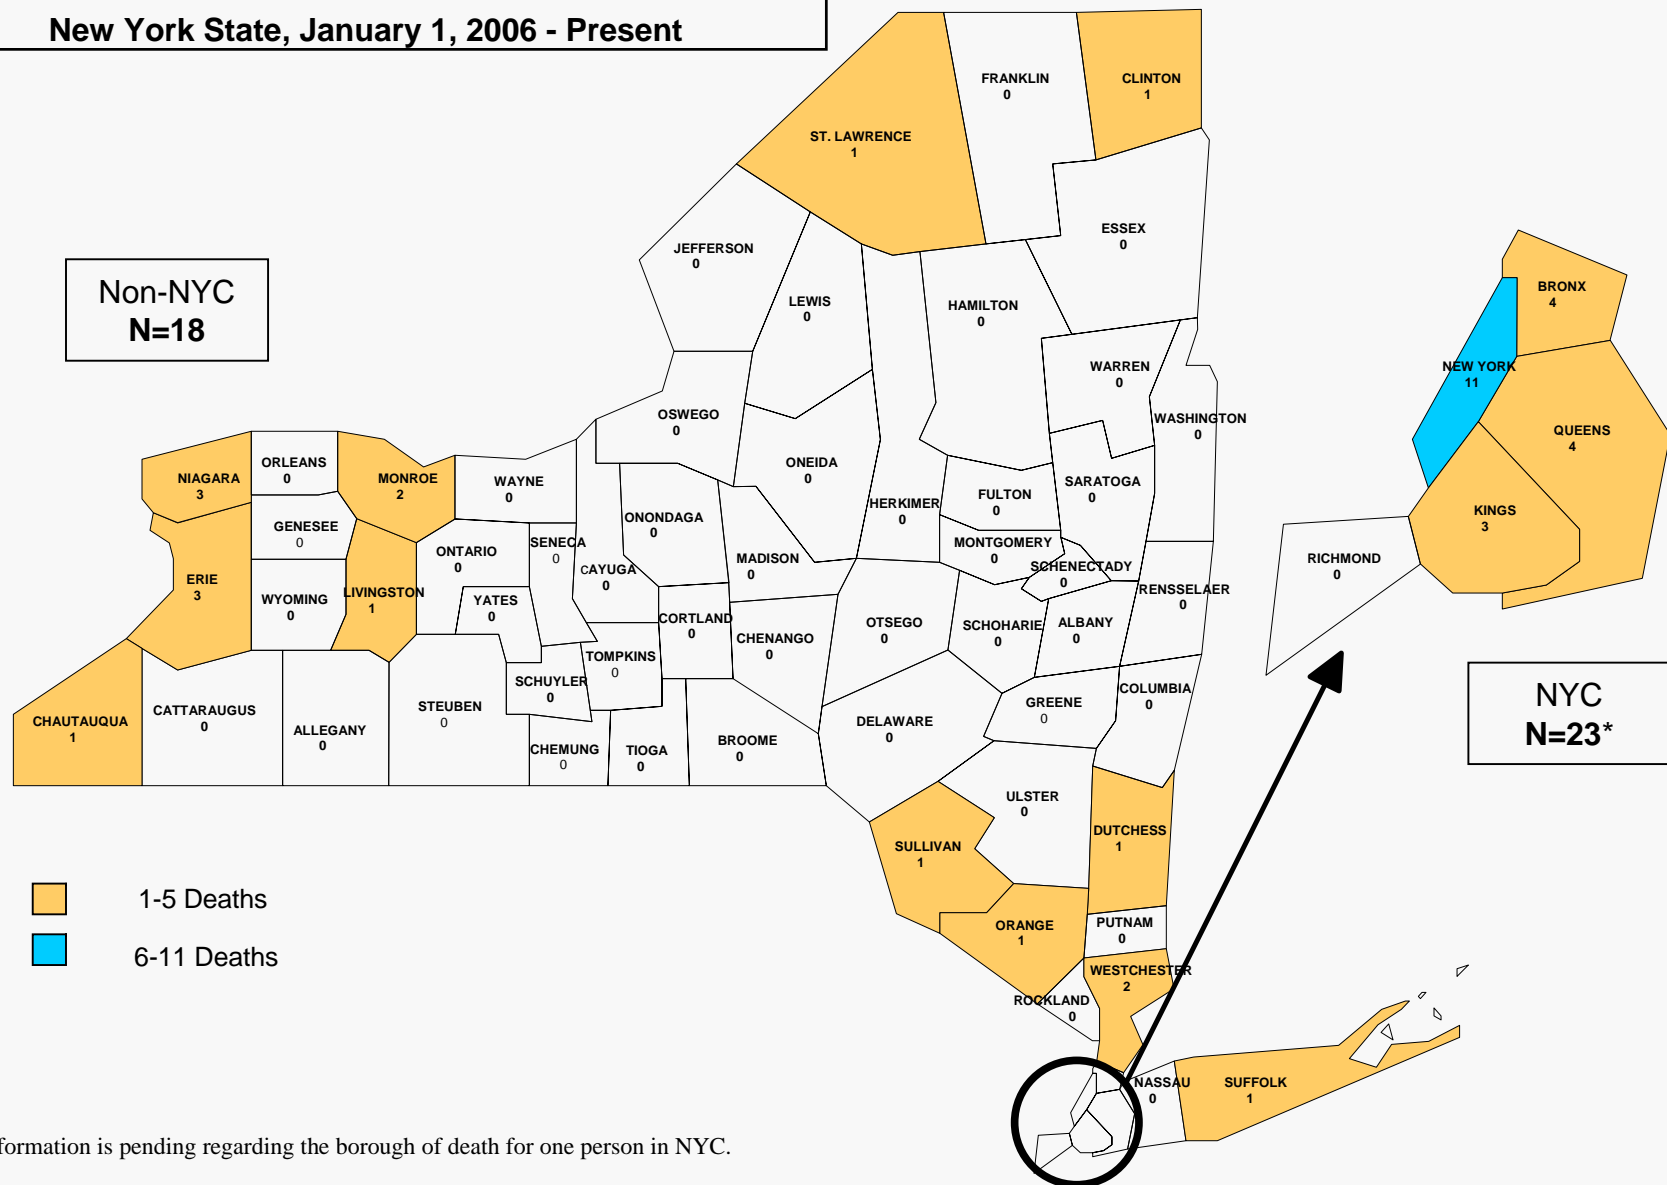 New York State, January 1, 2006 - Present
FRANKLIN
0
CLINTON
1
ST. LAWRENCE
1
ESSEX
0
JEFFERSON
0
LEWIS
0
HAMILTON
0
BRONX
4
Non-NYC
N=18
WARREN
0
NEW YORK
11
OSWEGO
0
WASHINGTON
0
QUEENS
4
ORLEANS
0
NIAGARA
3
MONROE
2
WAYNE
0
ONEIDA
0
HERKIMER
0
FULTON
0
SARATOGA
0
KINGS
3
GENESEE
0
ONTARIO
0
SENECA
0
ONONDAGA
0
CAYUGA
0
MADISON
0
MONTGOMERY
0
SCHENECTADY
0
RICHMOND
0
ERIE
3
WYOMING
0
LIVINGSTON
1
YATES
0
CORTLAND
0
CHENANGO
0
OTSEGO
0
SCHOHARIE
0
ALBANY
0
RENSSELAER
0
TOMPKINS
0
SCHUYLER
0
CHAUTAUQUA
1
CATTARAUGUS
0
ALLEGANY
0
STEUBEN
0
CHEMUNG
0
TIOGA
0
BROOME
0
DELAWARE
0
GREENE
0
COLUMBIA
0
NYC
N=23*
ULSTER
0
SULLIVAN
1
DUTCHESS
1
1-5 Deaths
6-11 Deaths
ORANGE
1
PUTNAM
0
WESTCHESTER
2
ROCKLAND
0
NASSAU
0
SUFFOLK
1
formation is pending regarding the borough of death for one person in NYC.